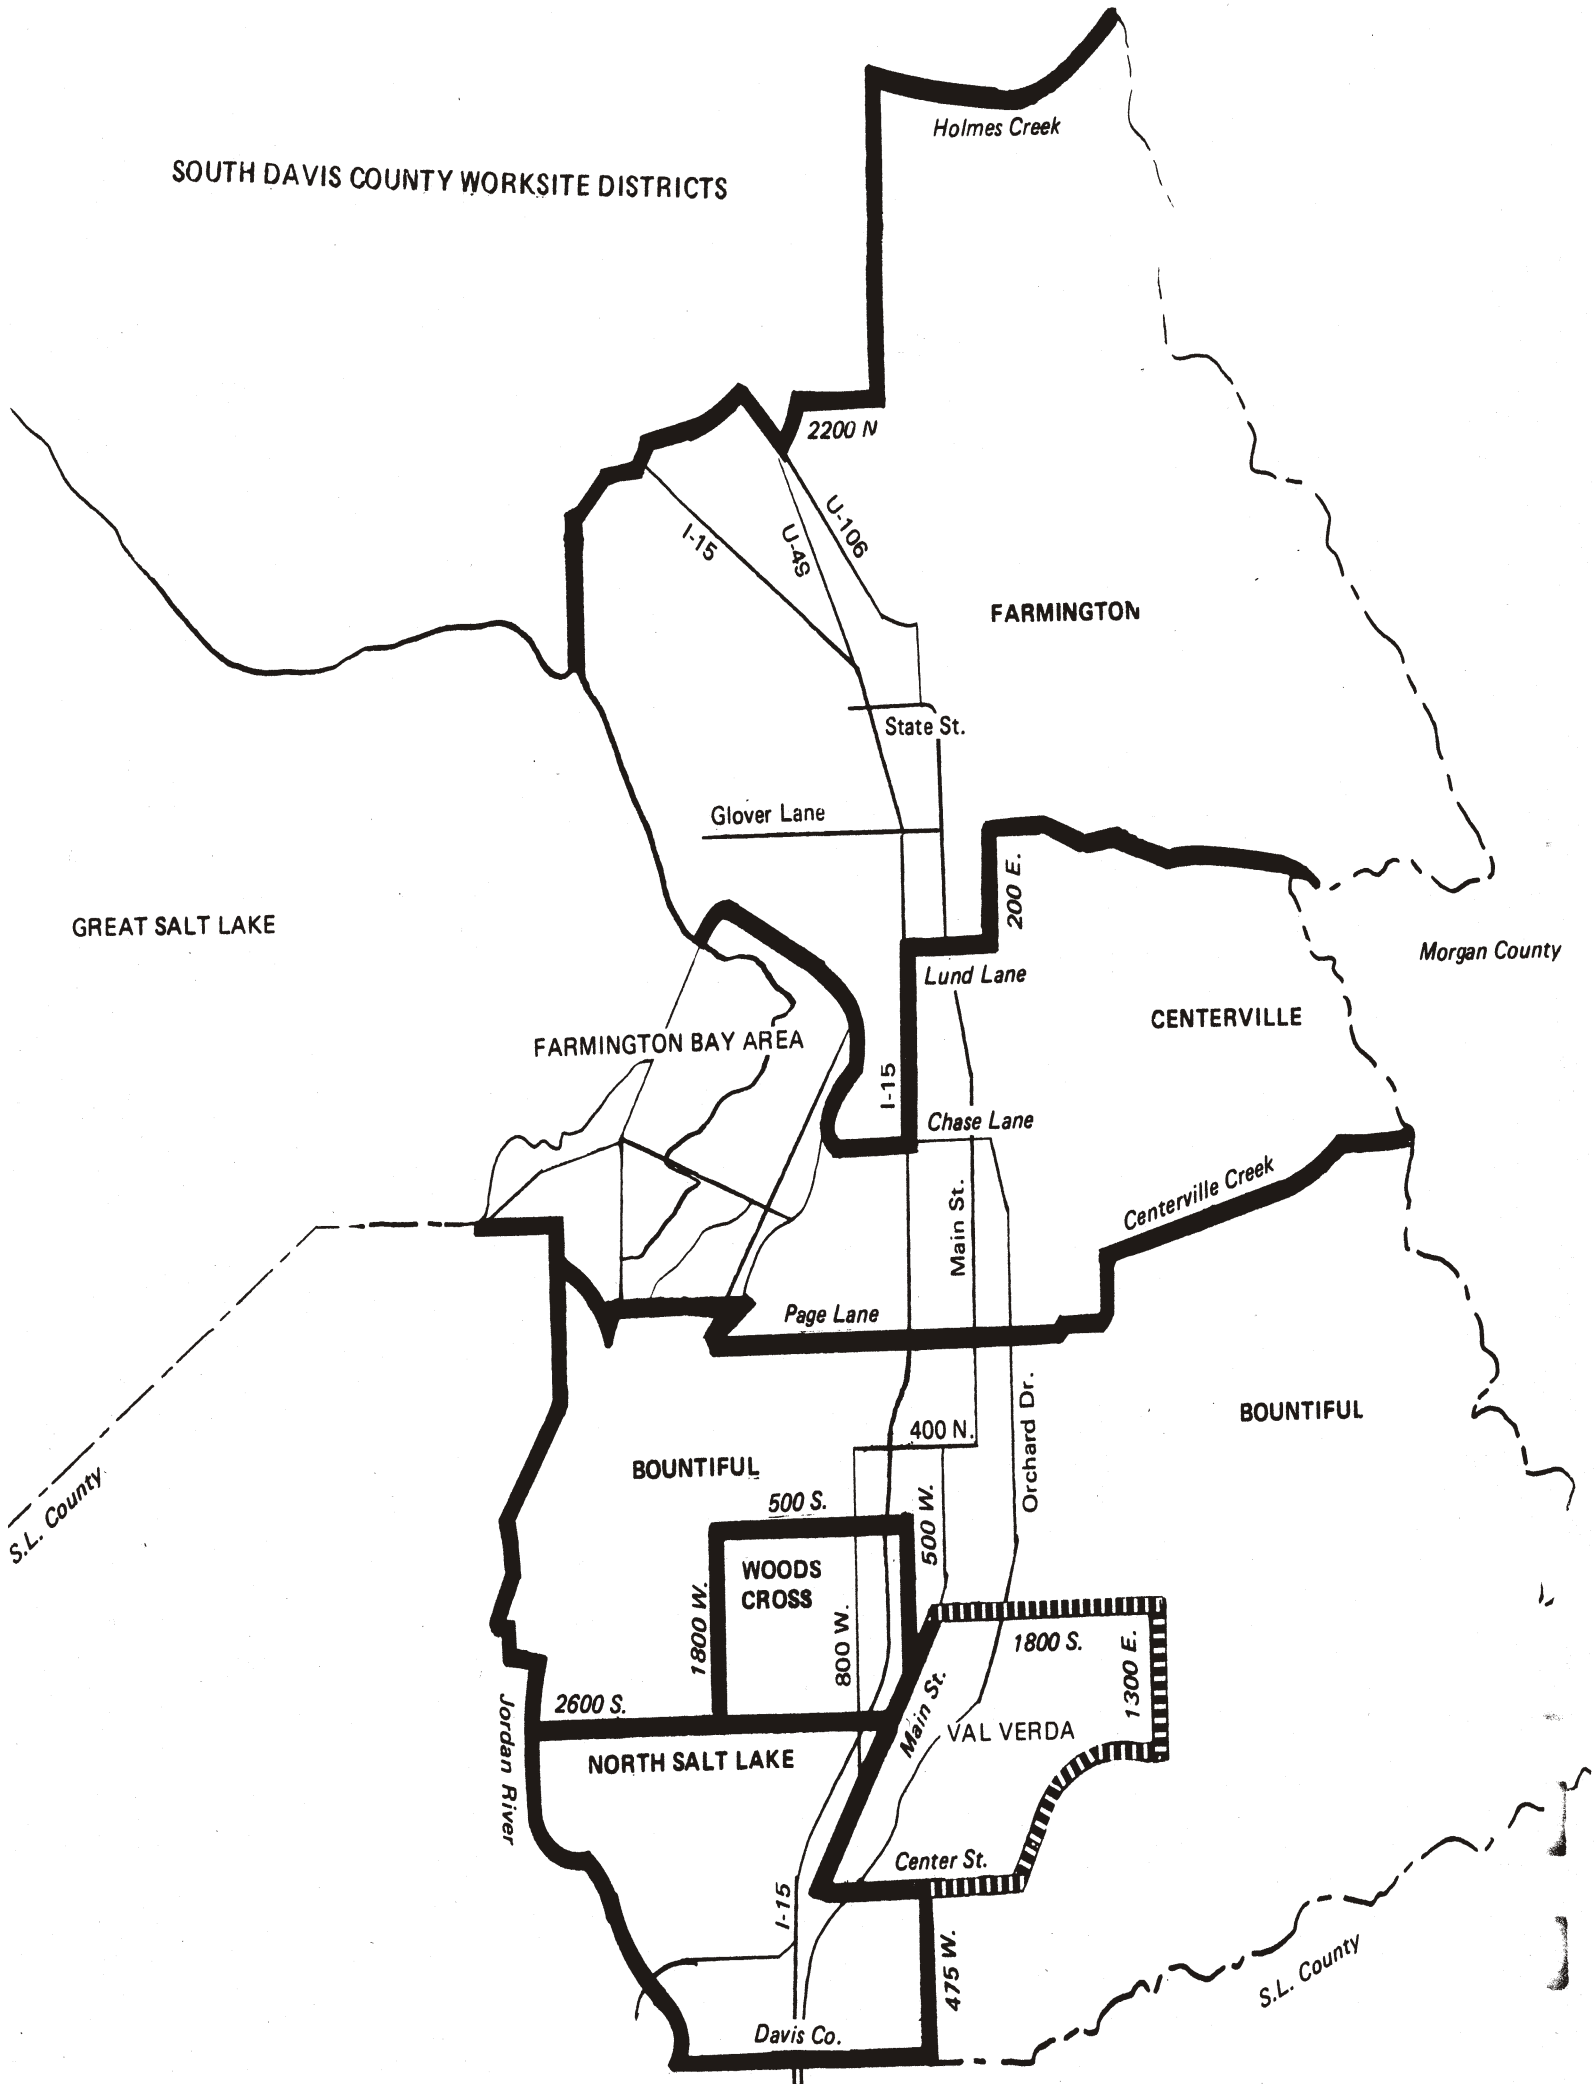 Holmes Creek
SOUTH DAVIS COUNTY WORKSITE DISTRICTS
2200 N
I-15
U-49
U-106
FARMINGTON
State St.
Glover Lane
200 E.
GREAT SALT LAKE
Morgan County
Lund Lane
CENTERVILLE
FARMINGTON BAY AREA
I-15
Chase Lane
Centerville Creek
Main St.
Page Lane
Orchard Dr.
BOUNTIFUL
400 N.
BOUNTIFUL
S.L. County
500 S.
500 W.
WOODS
CROSS
1800 W.
800 W.
1800 S.
1300 E.
2600 S.
Main St.
VAL VERDA
Jordan River
NORTH SALT LAKE
Center St.
I-15
475 W.
S.L. County
Davis Co.